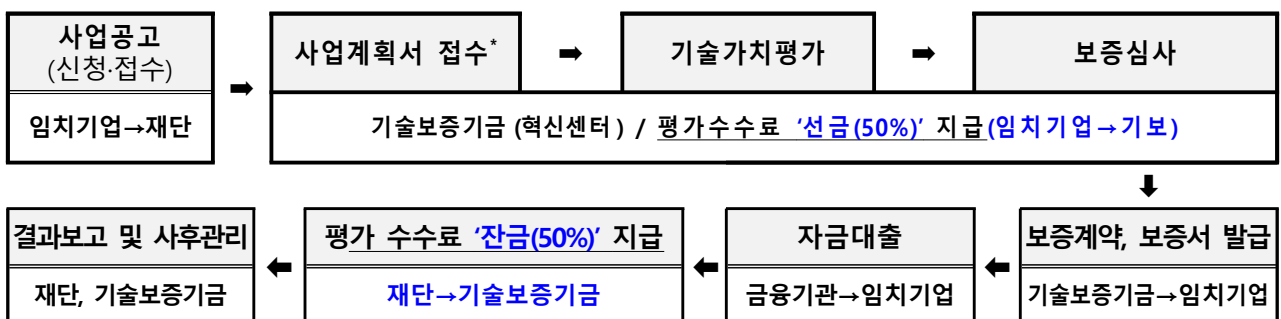 사업공고
(신청·접수)
임치기업→재단
➡
사업계획서 접수*
➡
기술가치평가
➡
보증심사
기술보증기금 (혁신센터) / 평가수수료 ‘선금(50%)’ 지급(임치기업→기보)
⬇
보증계약, 보증서 발급
기술보증기금→임치기업
⬅
자금대출
금융기관→임치기업
⬅
평가 수수료 ‘잔금(50%)’ 지급
재단→기술보증기금
⬅
결과보고 및 사후관리
재단, 기술보증기금